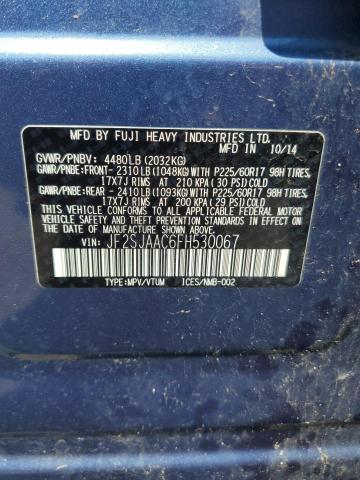 MFD BY FUJI HEAVY INDUSTRIES LTD.
MFD IN 10/14
GVWR/PNBV: 4480LB (2032KG)
GAWR/PNBE:FRONT- 2310 LB (1048KG) WITH P225/60R17 98H TIRES,
17X7J RIMS AT 210 KPA (30 PSI) COLD
GAWR/PNBE:REAR - 2410 LB (1093KG) WITH P225/60R17 98H TIRES,
17X7J RIMS AT 200 KPA (29 PSI) COLD
THIS VEHICLE CONFORMS TO ALL APPLICABLE FEDERAL MOTOR
VEHICLE SAFETY AND THEFT PREVENTION STANDARDS IN
EFFECT ON THE DATE OF MANUFACTURE SHOWN ABOVE.
VIN: JF2SJAAC6FH530067
TYPE:MPV/VTUM ICES/NMB-002